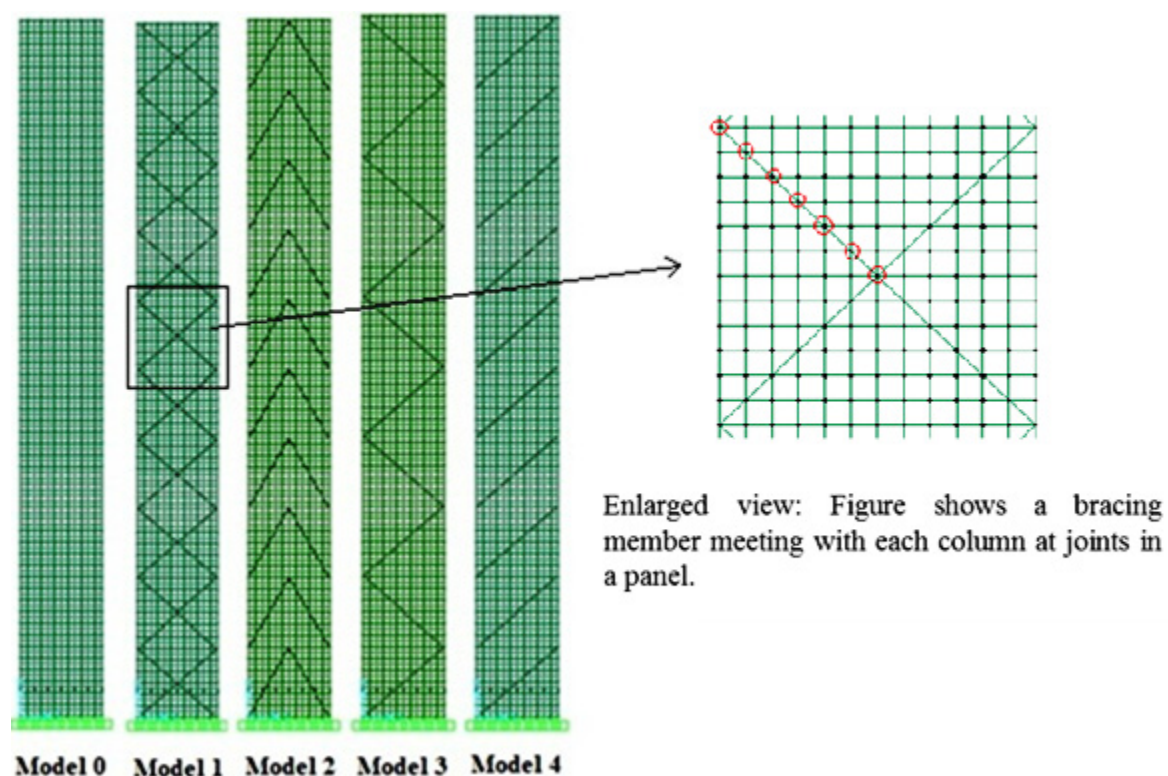 Enlarged view: Figure shows a bracing
member meeting with each column at joints in
a panel.
Model 0 Model 1 Model 2 Model 3 Model 4